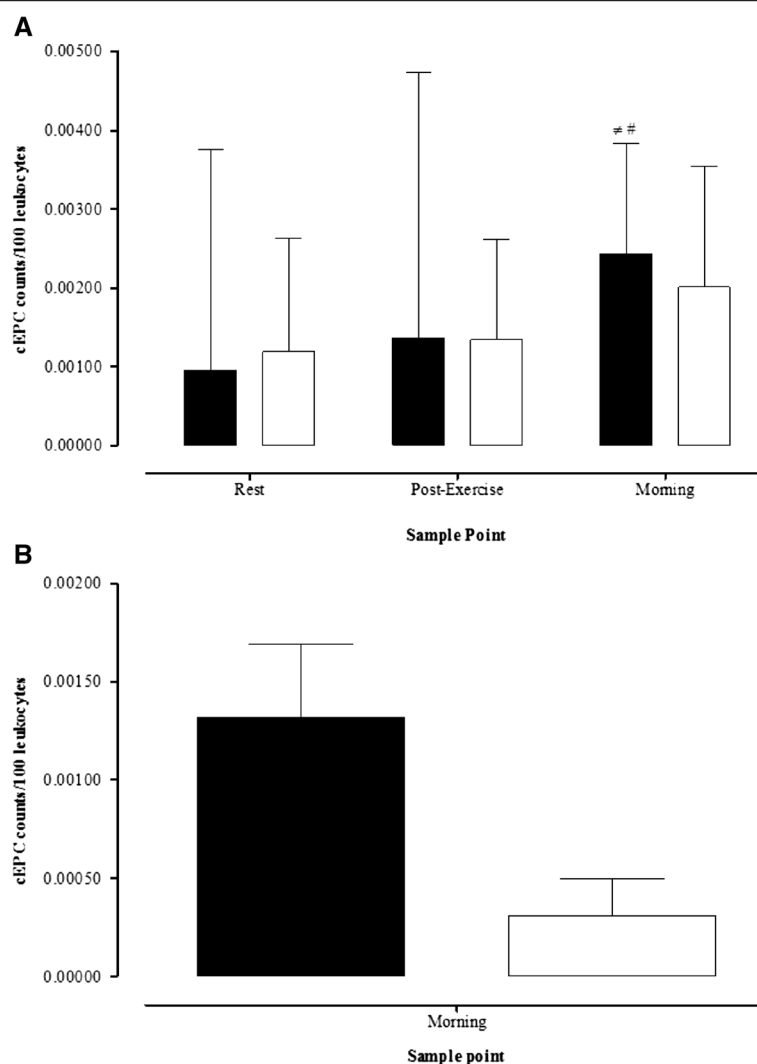 A
cEPC counts/100 leukocytes
0.00500
0.00400
0.00300
0.00200
0.00100
0.00000
≠ #
Rest Post-Exercise Morning
Sample Point
B
cEPC counts/100 leukocytes
0.00200
0.00150
0.00100
0.00050
0.00000
Morning
Sample point